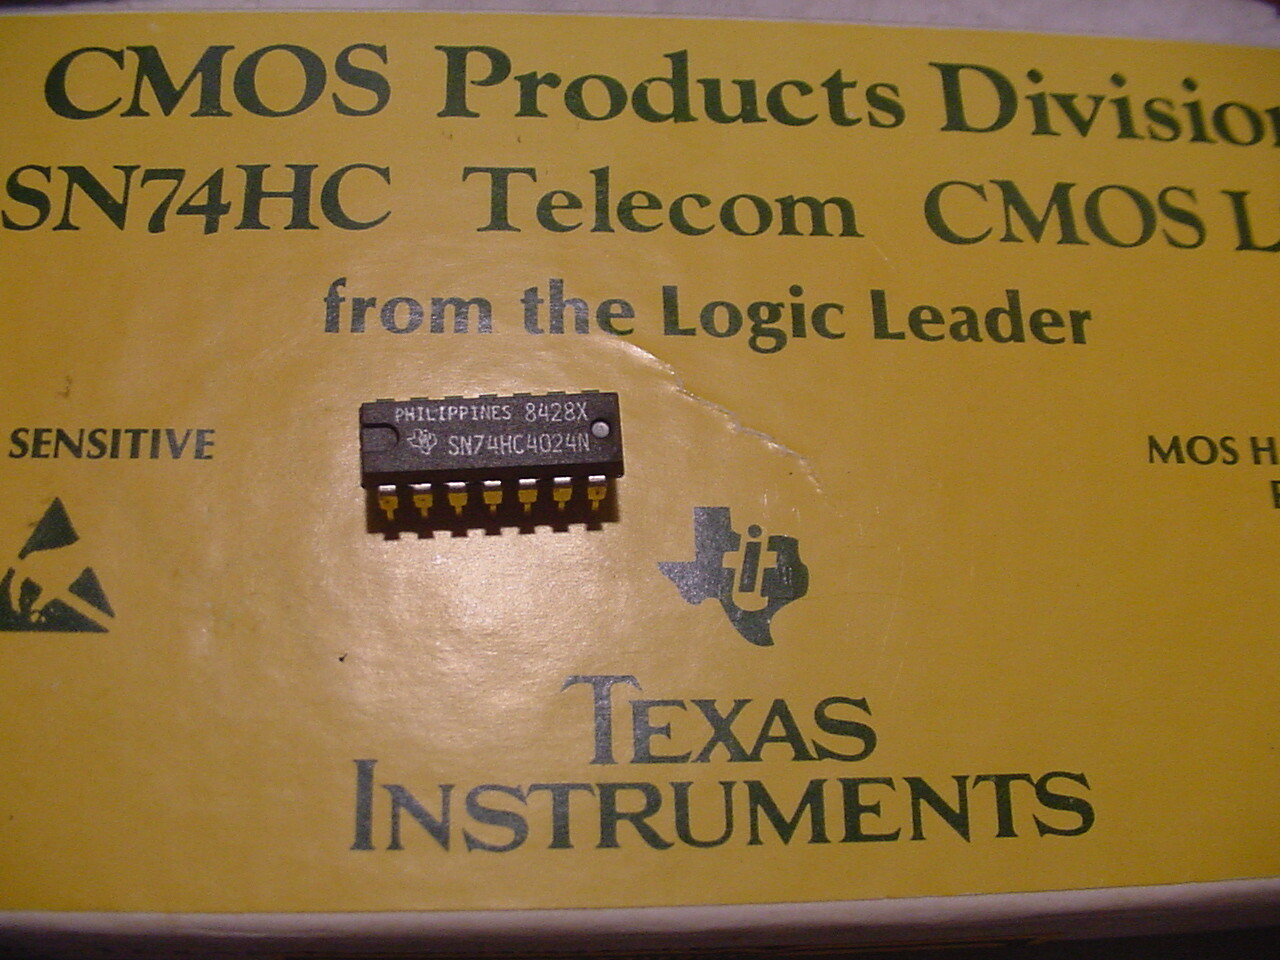 CMOS Products Division
SN74HC Telecom CMOS L
from the Logic Leader
PHILIPPINES 8428X
SN74HC4024N
SENSITIVE
MOS H
TEXAS
INSTRUMENTS